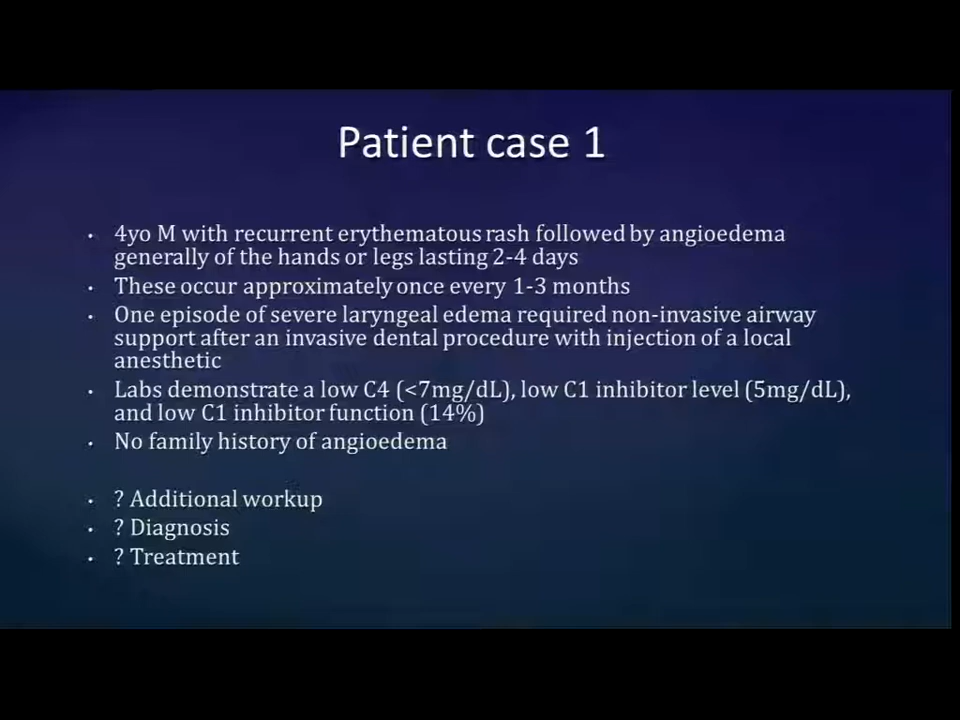 Patient case 1
• 4yo M with recurrent erythematous rash followed by angioedema
generally of the hands or legs lasting 2-4 days
• These occur approximately once every 1-3 months
• One episode of severe laryngeal edema required non-invasive airway
support after an invasive dental procedure with injection of a local
anesthetic
• Labs demonstrate a low C4 (<7mg/dL), low C1 inhibitor level (5mg/dL),
and low C1 inhibitor function (14%)
• No family history of angioedema
• ? Additional workup
• ? Diagnosis
• ? Treatment